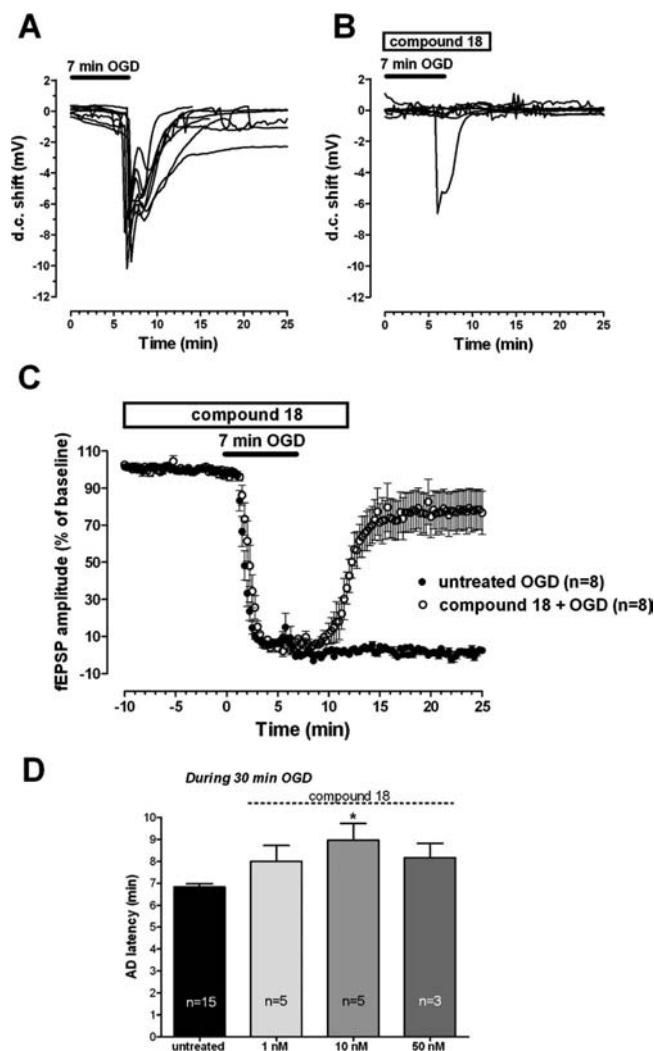 A
7 min OGD
2
0
-2
-4
-6
-8
-10
-12
d.c. shift (mV)
0 5 10 15 20 25
Time (min)
B
compound 18
7 min OGD
2
0
-2
-4
-6
-8
-10
-12
d.c. shift (mV)
0 5 10 15 20 25
Time (min)
C
compound 18
7 min OGD
110
90
70
50
30
10
-10
fEPSP amplitude (% of baseline)
untreated OGD (n=8)
compound 18 + OGD (n=8)
-10 -5 0 5 10 15 20 25
Time (min)
D
During 30 min OGD
compound 18
*
10
9
8
7
6
5
4
3
2
1
0
AD latency (min)
n=15 n=5 n=5 n=3
untreated 1 nM 10 nM 50 nM